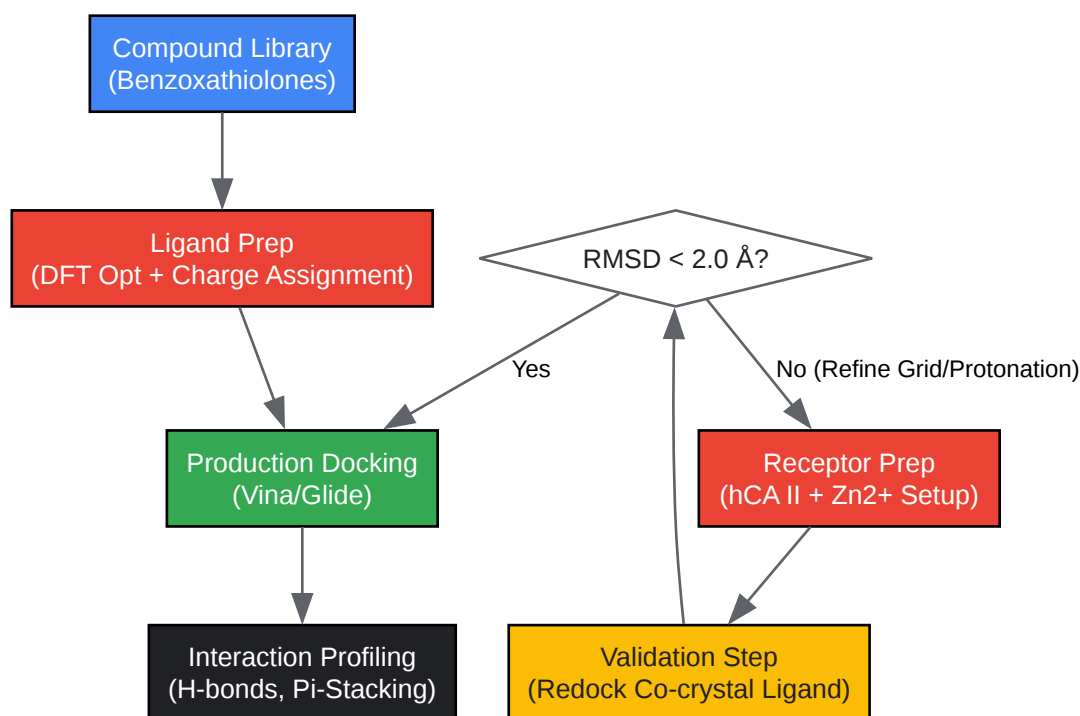 Compound Library
(Benzoxathiolones)
Ligand Prep
(DFT Opt + Charge Assignment)
RMSD < 2.0 Å?
Yes
No (Refine Grid/Protonation)
Production Docking
(Vina/Glide)
Receptor Prep
(hCA II + Zn2+ Setup)
Interaction Profiling
(H-bonds, Pi-Stacking)
Validation Step
(Redock Co-crystal Ligand)